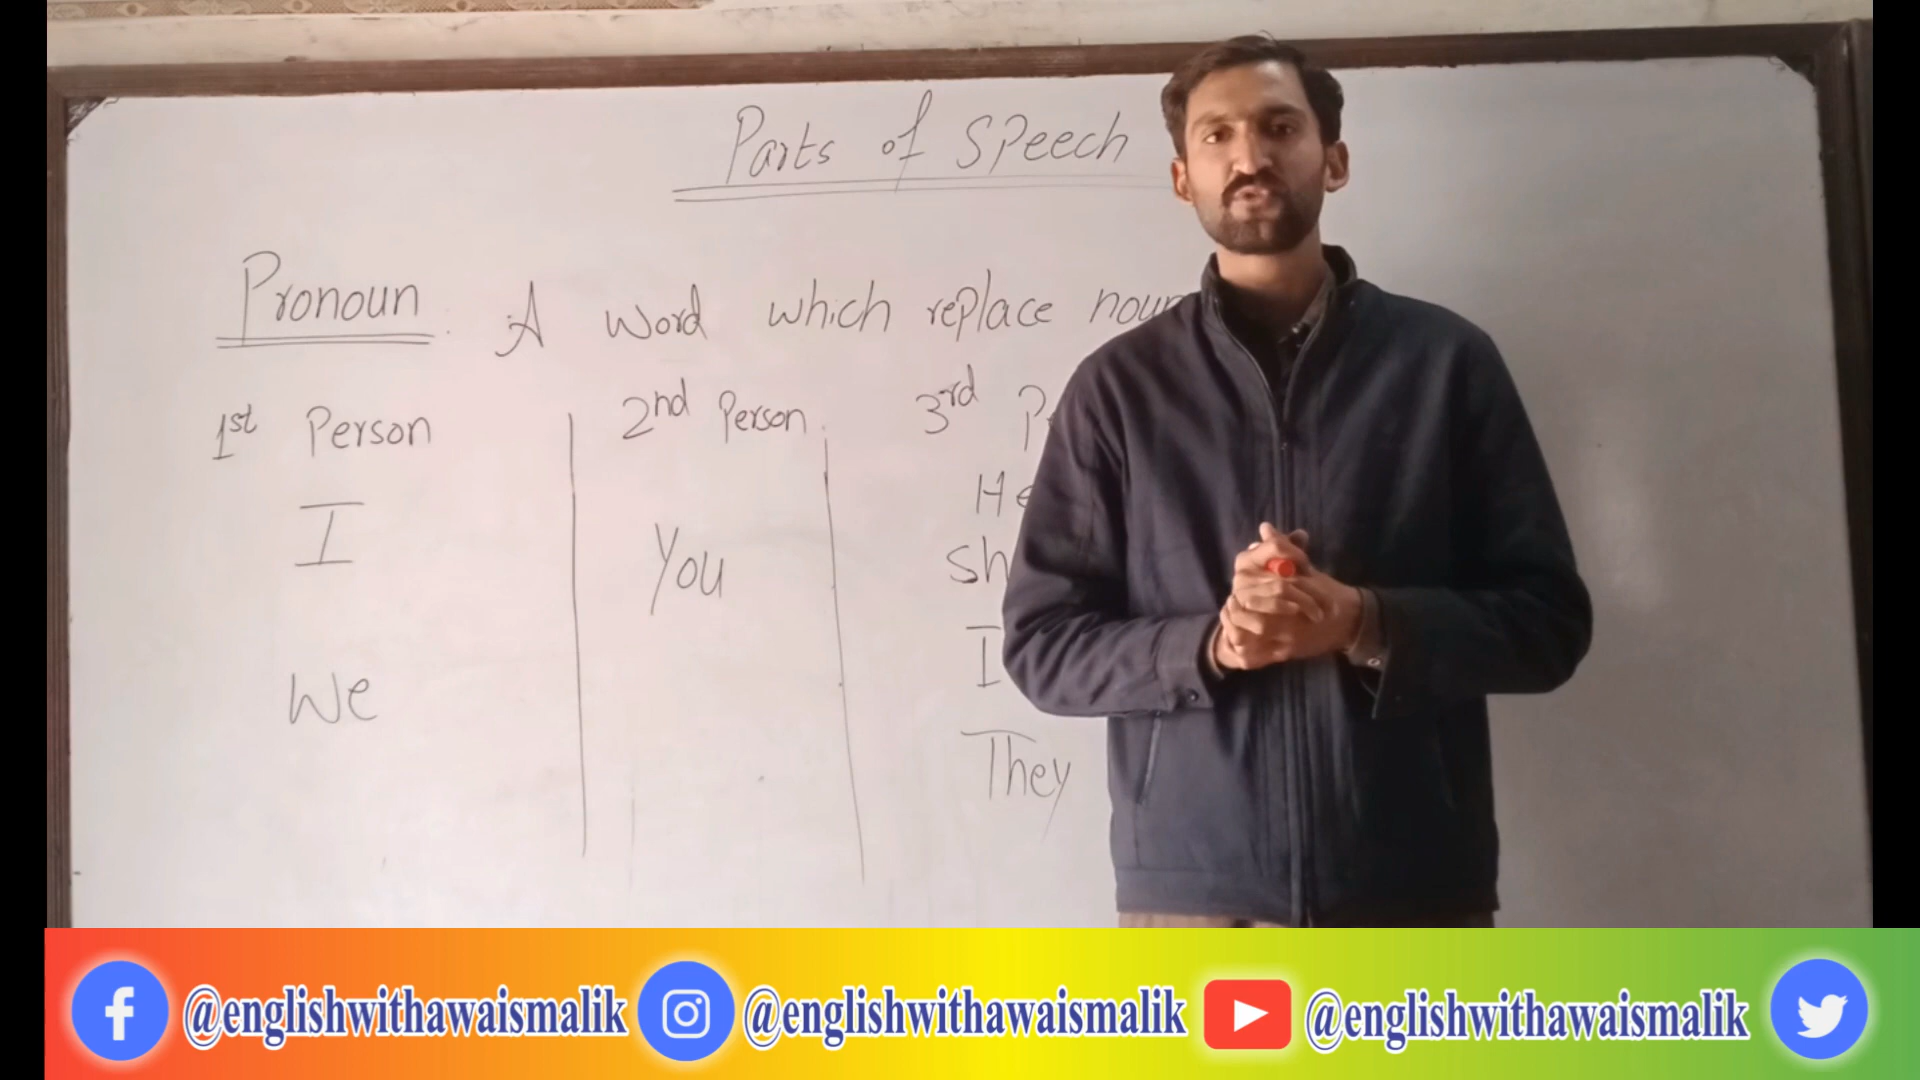 Parts of Speech
Pronoun : A word which replace noun
1st Person 2nd Person 3rd
I You He
We
They
@englishwithawaismalik @englishwithawaismalik @englishwithawaismalik